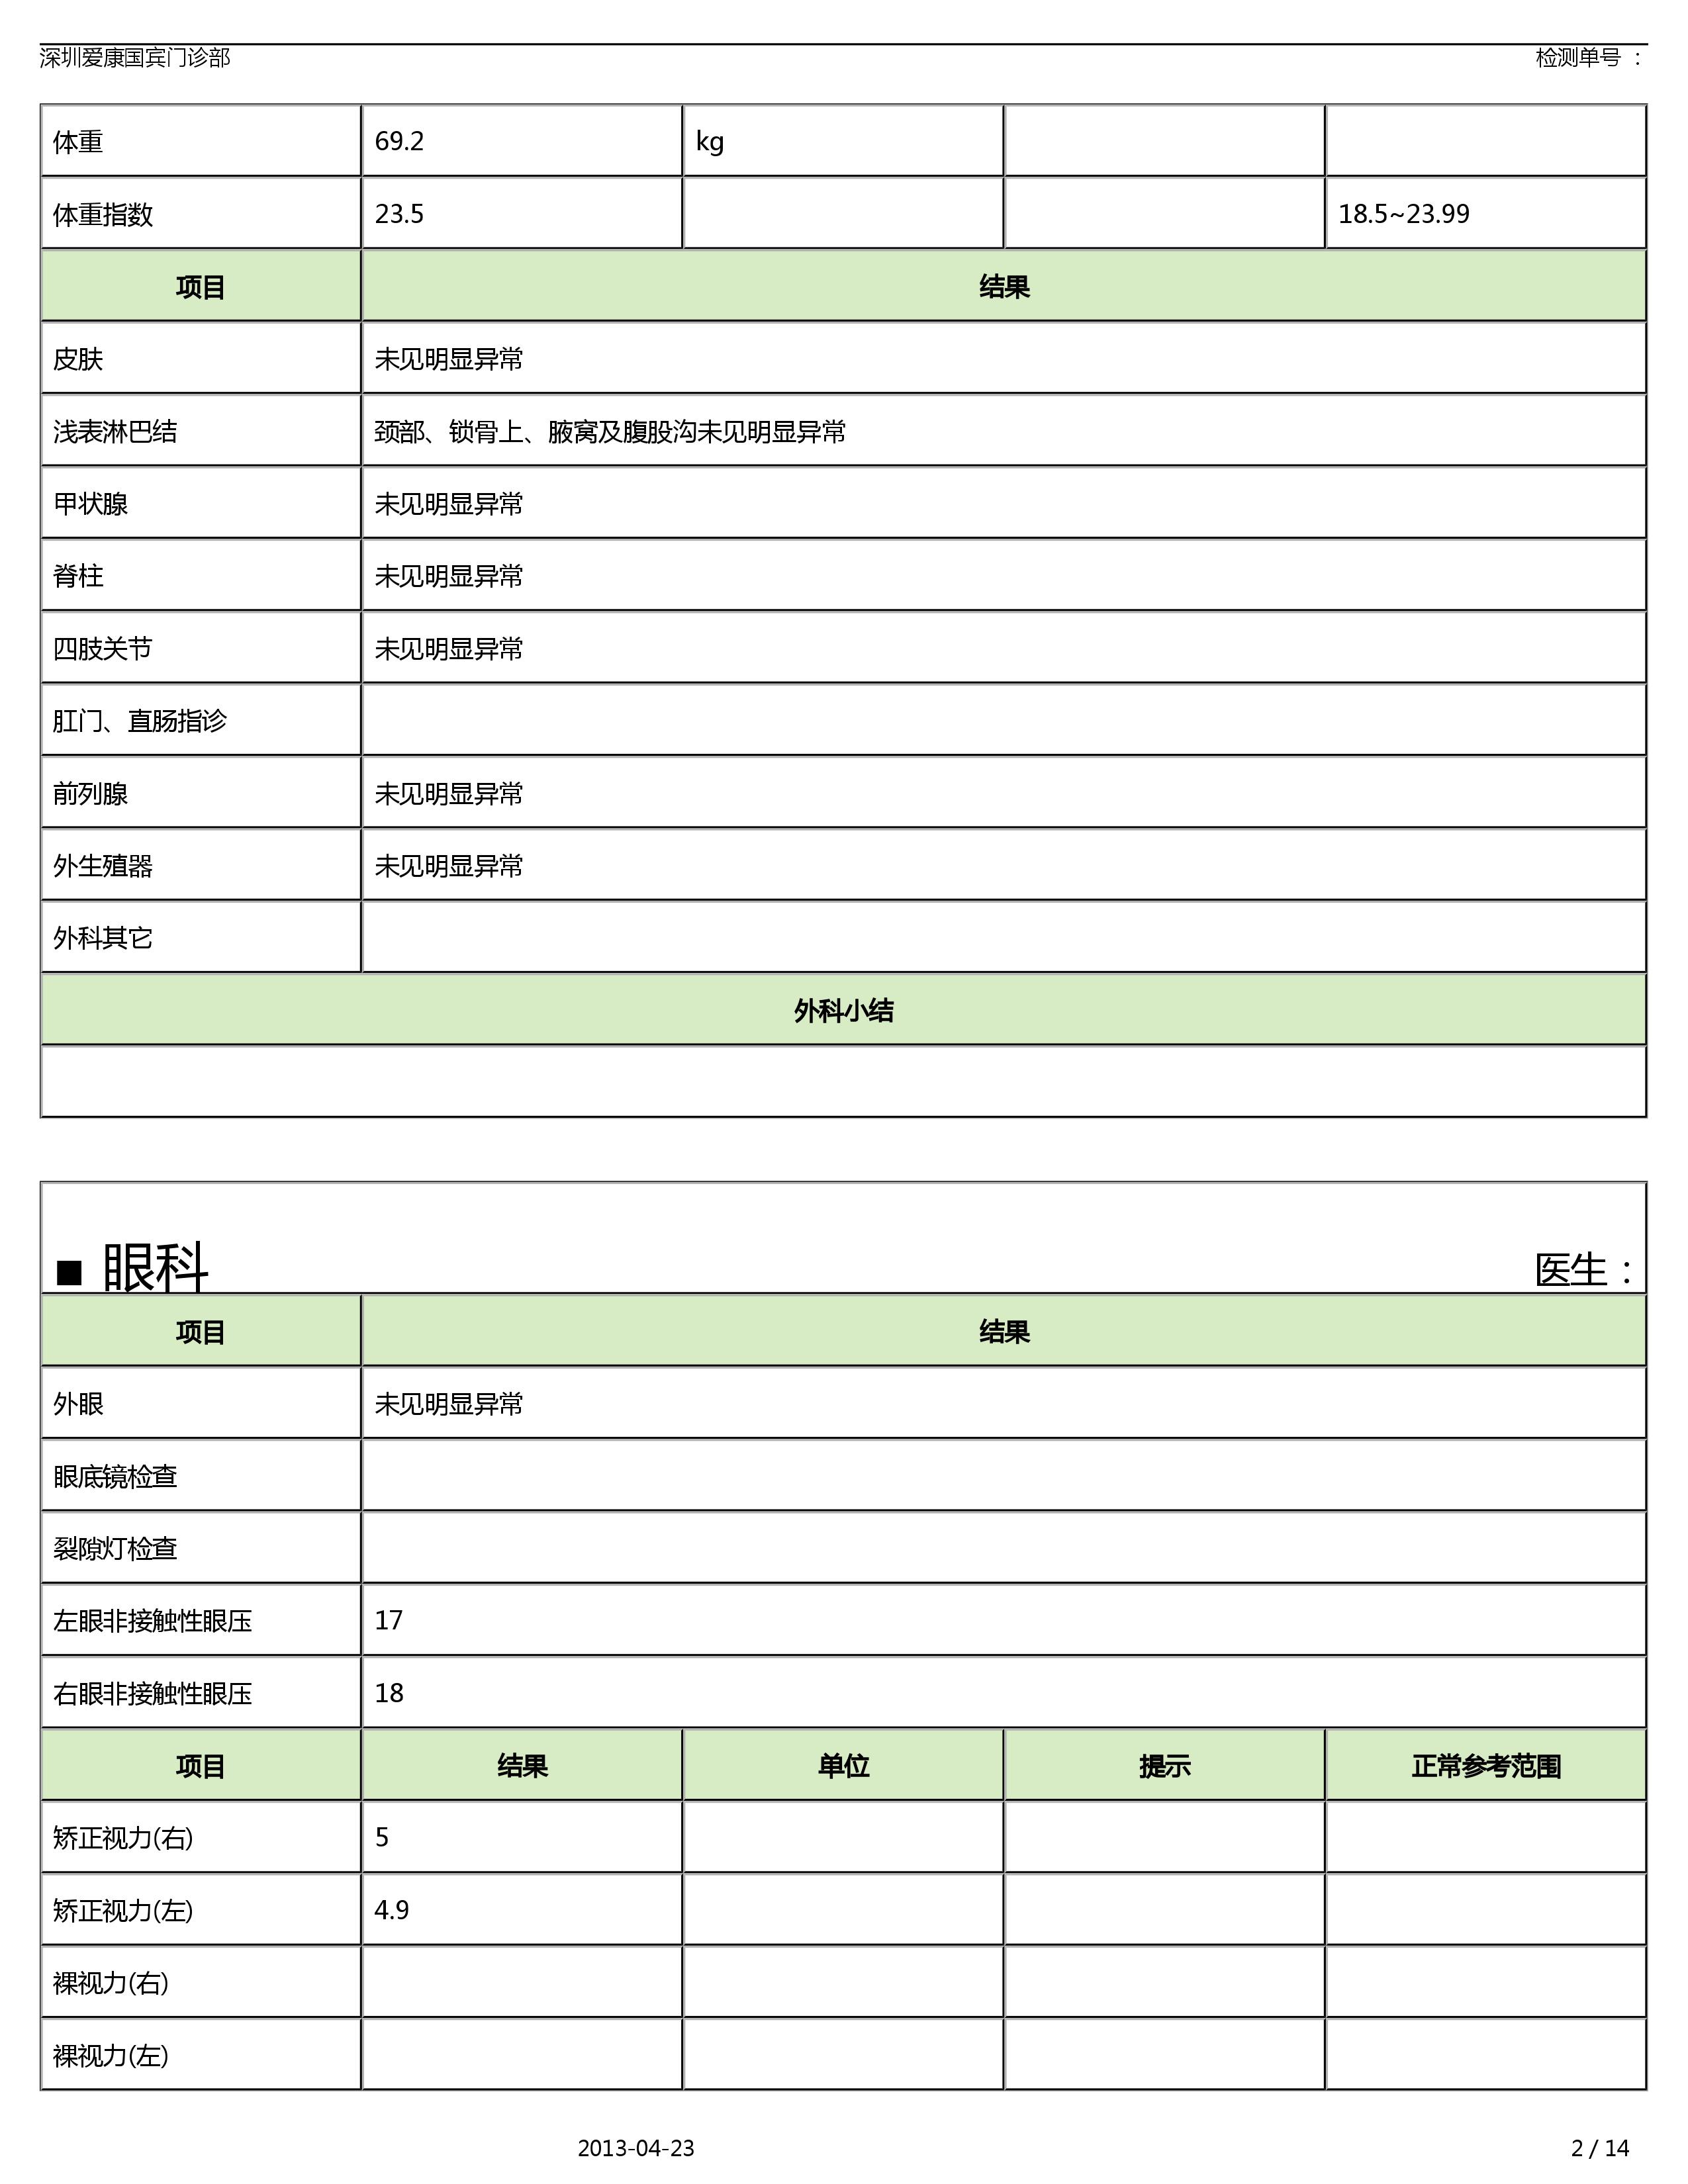 深圳爱康国宾门诊部 检测单号 ：
体重 69.2 kg
体重指数 23.5 18.5~23.99
项目 结果
皮肤 未见明显异常
浅表淋巴结 颈部、锁骨上、腋窝及腹股沟未见明显异常
甲状腺 未见明显异常
脊柱 未见明显异常
四肢关节 未见明显异常
肛门、直肠指诊
前列腺 未见明显异常
外生殖器 未见明显异常
外科其它
外科小结
■ 眼科 医生：
项目 结果
外眼 未见明显异常
眼底镜检查
裂隙灯检查
左眼非接触性眼压 17
右眼非接触性眼压 18
项目 结果 单位 提示 正常参考范围
矫正视力(右) 5
矫正视力(左) 4.9
裸视力(右)
裸视力(左)
2013-04-23 2 / 14